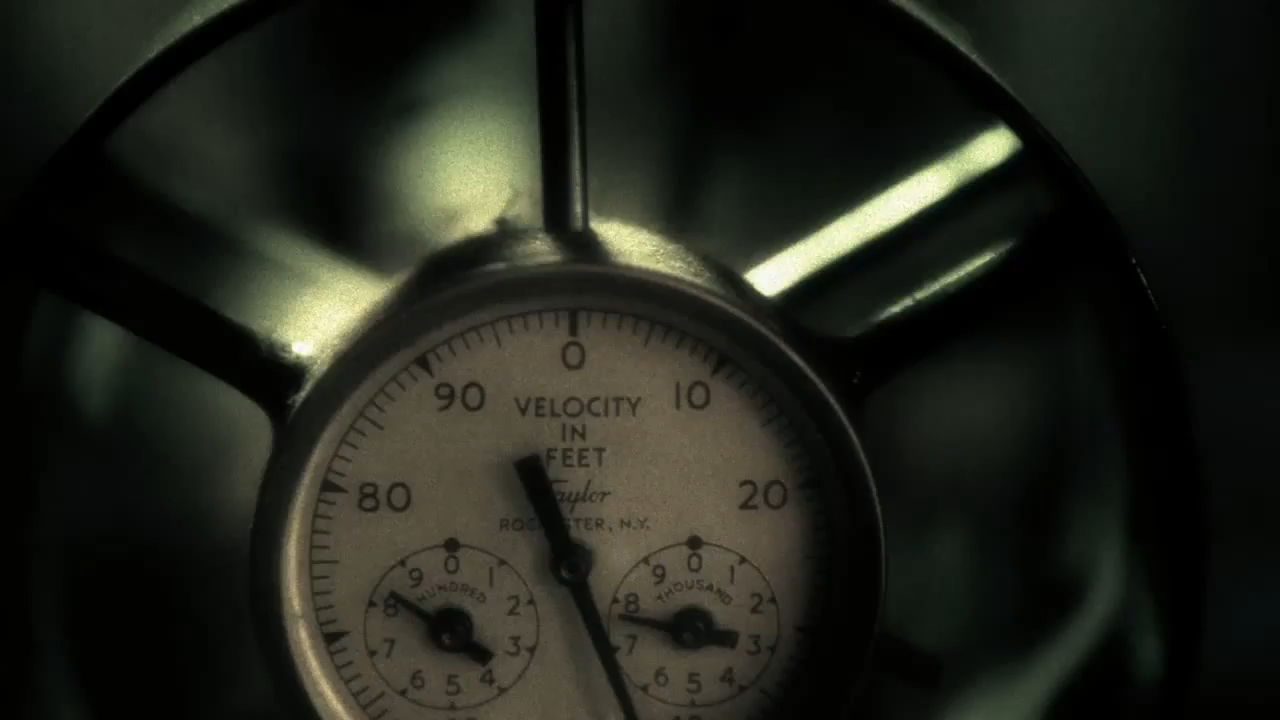 0
90 10
VELOCITY
IN
FEET
80 20
Taylor
ROCHESTER, N.Y.
0 1 2 3 4 5 6 7 8 9
HUNDRED
0 1 2 3 4 5 6 7 8 9
THOUSAND